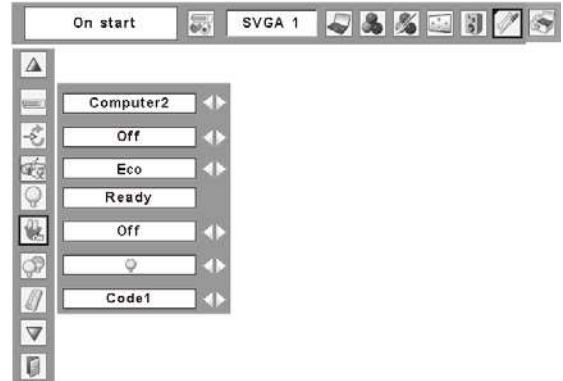 On start
SVGA 1
Computer2
Off
Eco
Ready
Off
Code1